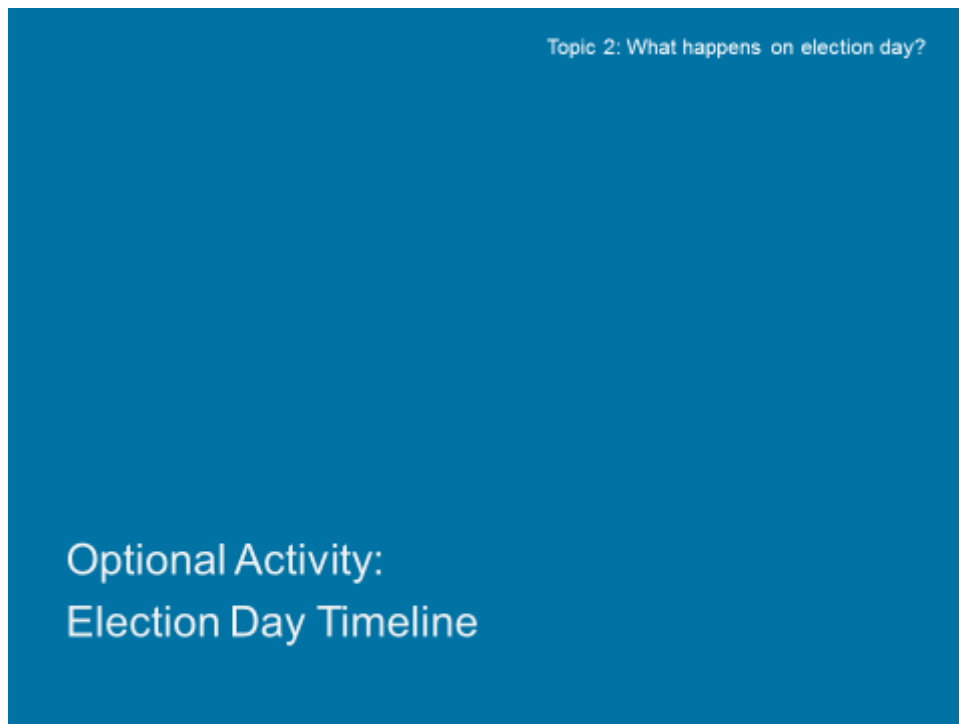 Topic 2: What happens on election day?
Optional Activity:
Election Day Timeline